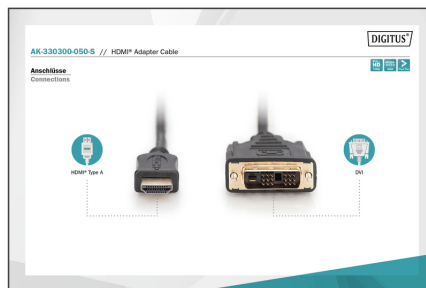 DIGITUS®
AK-330300-050-S // HDMI® Adapter Cable
Anschlüsse
Connections
HDMI® Type A
DVI